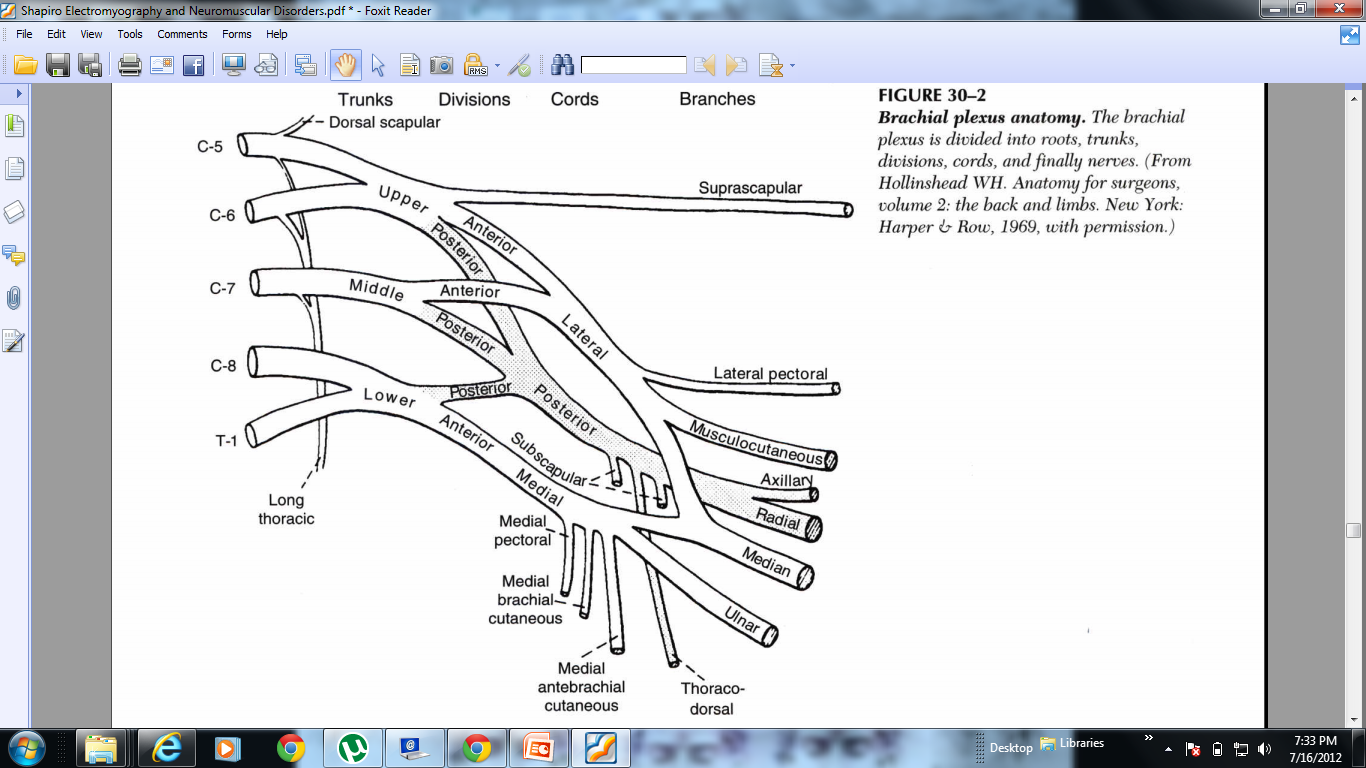 Shapiro Electromyography and Neuromuscular Disorders.pdf * - Foxit Reader
File Edit View Tools Comments Forms Help
RMS
Trunks Divisions Cords Branches
Dorsal scapular
C-5
C-6
C-7
C-8
T-1
Upper
Middle
Lower
Anterior
Posterior
Anterior
Posterior
Posterior
Anterior
Lateral
Posterior
Medial
Suprascapular
Lateral pectoral
Musculocutaneous
Axillary
Radial
Median
Ulnar
Subscapular
Long
thoracic
Medial
pectoral
Medial
brachial
cutaneous
Medial
antebrachial
cutaneous
Thoraco-
dorsal
FIGURE 30–2
Brachial plexus anatomy. The brachial
plexus is divided into roots, trunks,
divisions, cords, and finally nerves. (From
Hollinshead WH. Anatomy for surgeons,
volume 2: the back and limbs. New York:
Harper & Row, 1969, with permission.)
Desktop Libraries
7:33 PM
7/16/2012